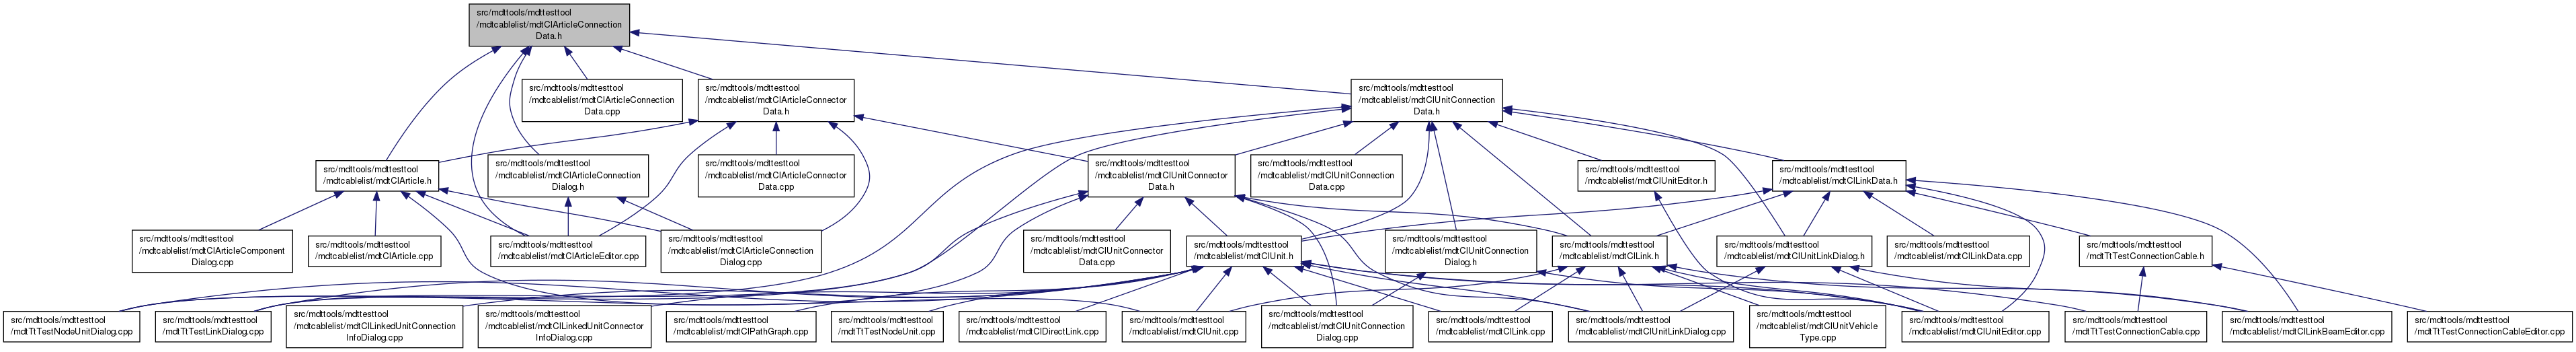 src/mdttools/mdttesttool
/mdtcablelist/mdtClArticleConnection
Data.h
src/mdttools/mdttesttool
/mdtcablelist/mdtClArticleConnection
Data.cpp
src/mdttools/mdttesttool
/mdtcablelist/mdtClArticleConnector
Data.h
src/mdttools/mdttesttool
/mdtcablelist/mdtClUnitConnection
Data.h
src/mdttools/mdttesttool
/mdtcablelist/mdtClArticle.h
src/mdttools/mdttesttool
/mdtcablelist/mdtClArticleConnection
Dialog.h
src/mdttools/mdttesttool
/mdtcablelist/mdtClArticleConnector
Data.cpp
src/mdttools/mdttesttool
/mdtcablelist/mdtClUnitConnector
Data.h
src/mdttools/mdttesttool
/mdtcablelist/mdtClUnitConnection
Data.cpp
src/mdttools/mdttesttool
/mdtcablelist/mdtClUnitEditor.h
src/mdttools/mdttesttool
/mdtcablelist/mdtClLinkData.h
src/mdttools/mdttesttool
/mdtcablelist/mdtClArticleComponent
Dialog.cpp
src/mdttools/mdttesttool
/mdtcablelist/mdtClArticle.cpp
src/mdttools/mdttesttool
/mdtcablelist/mdtClArticleEditor.cpp
src/mdttools/mdttesttool
/mdtcablelist/mdtClArticleConnection
Dialog.cpp
src/mdttools/mdttesttool
/mdtcablelist/mdtClUnitConnector
Data.cpp
src/mdttools/mdttesttool
/mdtcablelist/mdtClUnit.h
src/mdttools/mdttesttool
/mdtcablelist/mdtClUnitConnection
Dialog.h
src/mdttools/mdttesttool
/mdtcablelist/mdtClLink.h
src/mdttools/mdttesttool
/mdtcablelist/mdtClUnitLinkDialog.h
src/mdttools/mdttesttool
/mdtcablelist/mdtClLinkData.cpp
src/mdttools/mdttesttool
/mdtTtTestConnectionCable.h
src/mdttools/mdttesttool
/mdtTtTestNodeUnitDialog.cpp
src/mdttools/mdttesttool
/mdtTtTestLinkDialog.cpp
src/mdttools/mdttesttool
/mdtcablelist/mdtClLinkedUnitConnection
InfoDialog.cpp
src/mdttools/mdttesttool
/mdtcablelist/mdtClLinkedUnitConnector
InfoDialog.cpp
src/mdttools/mdttesttool
/mdtcablelist/mdtClPathGraph.cpp
src/mdttools/mdttesttool
/mdtTtTestNodeUnit.cpp
src/mdttools/mdttesttool
/mdtcablelist/mdtClDirectLink.cpp
src/mdttools/mdttesttool
/mdtcablelist/mdtClUnit.cpp
src/mdttools/mdttesttool
/mdtcablelist/mdtClUnitConnection
Dialog.cpp
src/mdttools/mdttesttool
/mdtcablelist/mdtClLink.cpp
src/mdttools/mdttesttool
/mdtcablelist/mdtClUnitLinkDialog.cpp
src/mdttools/mdttesttool
/mdtcablelist/mdtClUnitVehicle
Type.cpp
src/mdttools/mdttesttool
/mdtcablelist/mdtClUnitEditor.cpp
src/mdttools/mdttesttool
/mdtTtTestConnectionCable.cpp
src/mdttools/mdttesttool
/mdtcablelist/mdtClLinkBeamEditor.cpp
src/mdttools/mdttesttool
/mdtTtTestConnectionCableEditor.cpp